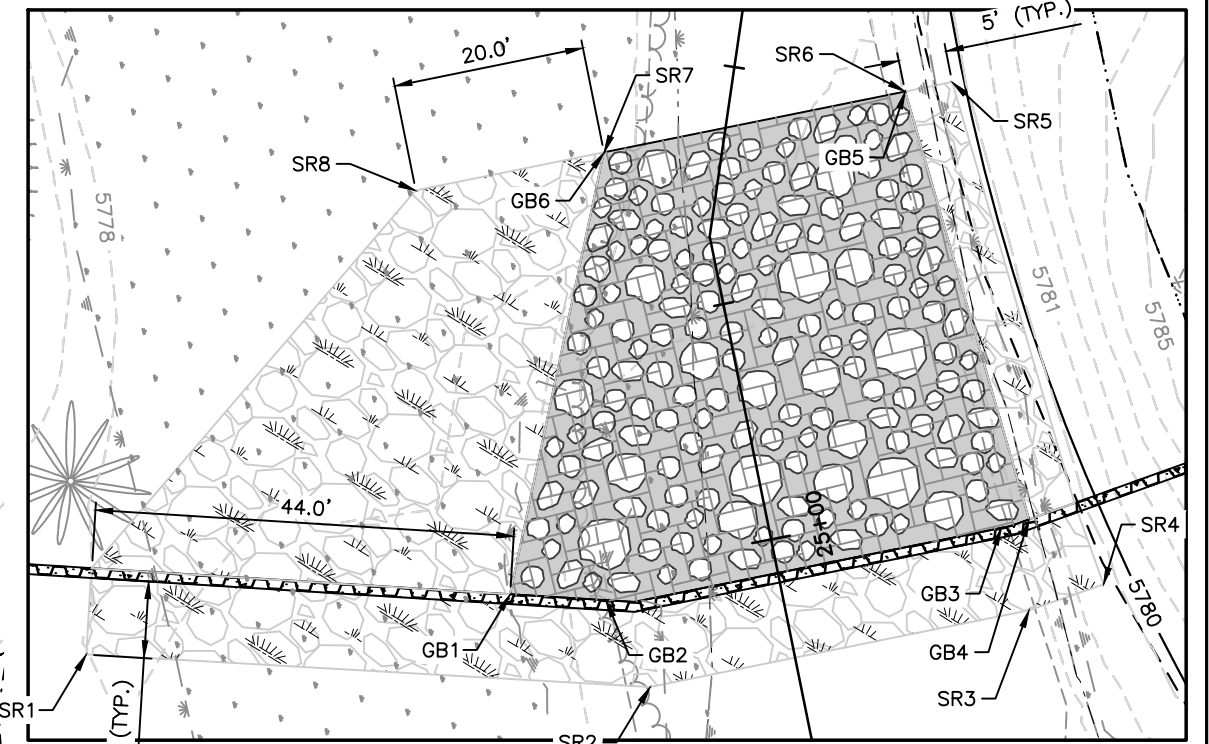 5' (TYP.)
20.0'
SR6
SR7
SR5
GB5
SR8
GB6
5778
5781
5785
44.0'
25+00
SR4
GB3
5780
GB1
GB2
GB4
SR3
SR1
(TYP.)
SR2